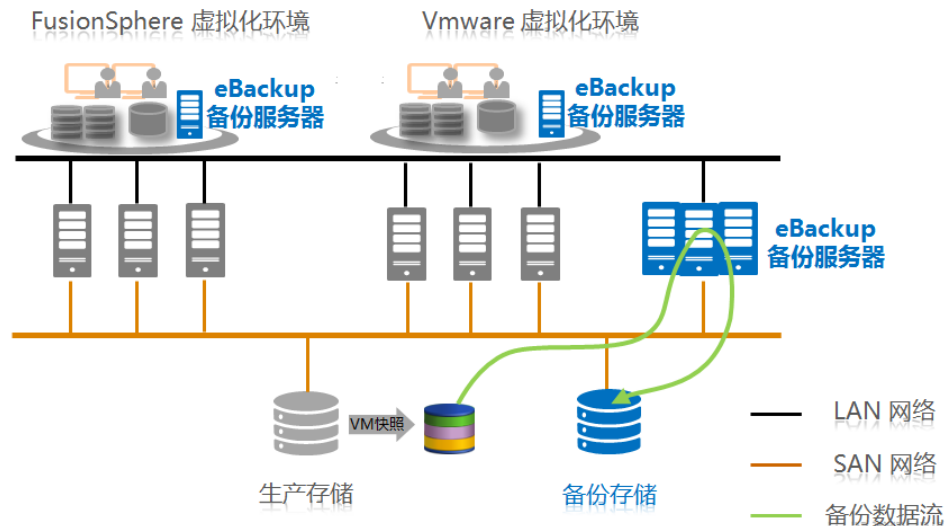 FusionSphere 虚拟化环境
Vmware 虚拟化环境
eBackup
备份服务器
eBackup
备份服务器
eBackup
备份服务器
VM快照
生产存储
备份存储
LAN 网络
SAN 网络
备份数据流